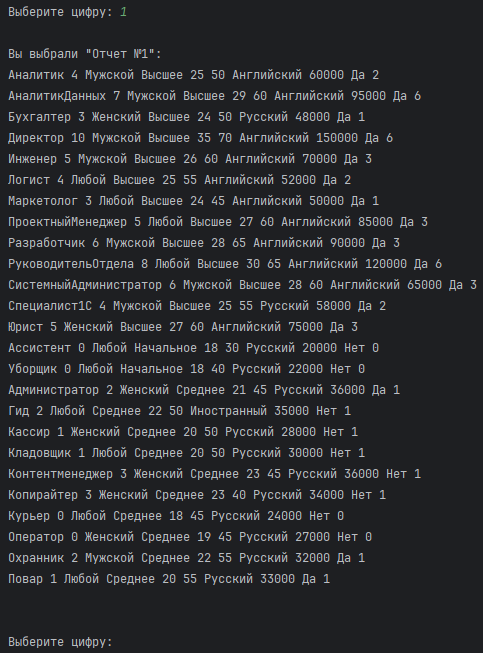 Выберите цифру: 1
Вы выбрали "Отчет №1":
Аналитик 4 Мужской Высшее 25 50 Английский 60000 Да 2
АналитикДанных 7 Мужской Высшее 29 60 Английский 95000 Да 6
Бухгалтер 3 Женский Высшее 24 50 Русский 48000 Да 1
Директор 10 Мужской Высшее 35 70 Английский 150000 Да 6
Инженер 5 Мужской Высшее 26 60 Английский 70000 Да 3
Логист 4 Любой Высшее 25 55 Английский 52000 Да 2
Маркетолог 3 Любой Высшее 24 45 Английский 50000 Да 1
ПроектныйМенеджер 5 Любой Высшее 27 60 Английский 85000 Да 3
Разработчик 6 Мужской Высшее 28 65 Английский 90000 Да 3
РуководительОтдела 8 Любой Высшее 30 65 Английский 120000 Да 6
СистемныйАдминистратор 6 Мужской Высшее 28 60 Английский 65000 Да 3
Специалист1С 4 Мужской Высшее 25 55 Русский 58000 Да 2
Юрист 5 Женский Высшее 27 60 Английский 75000 Да 3
Ассистент 0 Любой Начальное 18 30 Русский 20000 Нет 0
Уборщик 0 Любой Начальное 18 40 Русский 22000 Нет 0
Администратор 2 Женский Среднее 21 45 Русский 36000 Да 1
Гид 2 Любой Среднее 22 50 Иностранный 35000 Нет 1
Кассир 1 Женский Среднее 20 50 Русский 28000 Нет 1
Кладовщик 1 Любой Среднее 20 50 Русский 30000 Нет 1
Контентменеджер 3 Женский Среднее 23 45 Русский 36000 Нет 1
Копирайтер 3 Женский Среднее 23 40 Русский 34000 Нет 1
Курьер 0 Любой Среднее 18 45 Русский 24000 Нет 0
Оператор 0 Женский Среднее 19 45 Русский 27000 Нет 0
Охранник 2 Мужской Среднее 22 55 Русский 32000 Да 1
Повар 1 Любой Среднее 20 55 Русский 33000 Да 1
Выберите цифру: